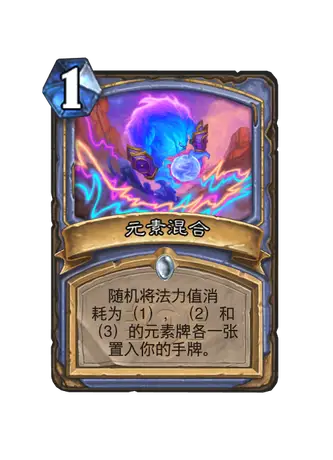 1
元素混合
随机将法力值消
耗为（1），（2）和
（3）的元素牌各一张
置入你的手牌。